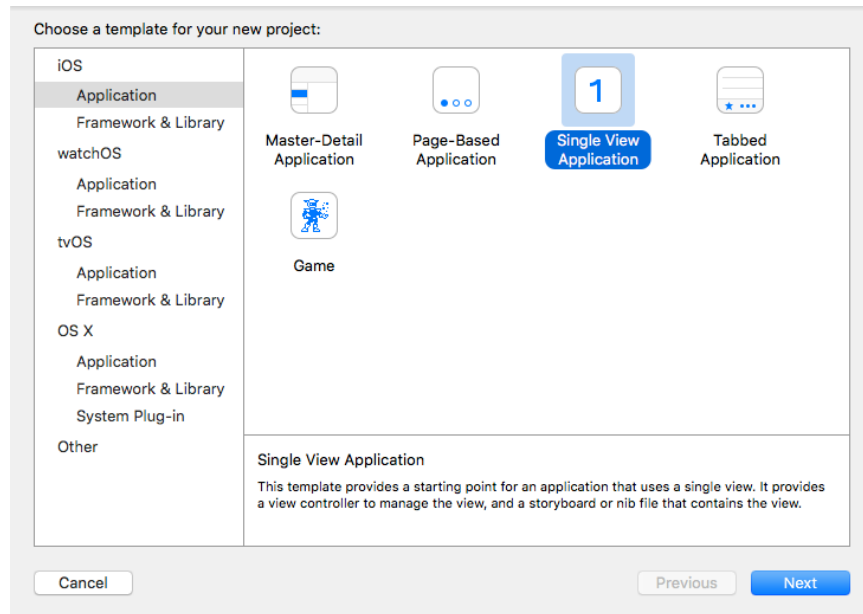 Choose a template for your new project:
iOS
Application
Framework & Library
watchOS
Application
Framework & Library
tvOS
Application
Framework & Library
OS X
Application
Framework & Library
System Plug-in
Other
Master-Detail
Application
Page-Based
Application
1
Single View
Application
Tabbed
Application
Game
Single View Application
This template provides a starting point for an application that uses a single view. It provides
a view controller to manage the view, and a storyboard or nib file that contains the view.
Cancel
Previous
Next